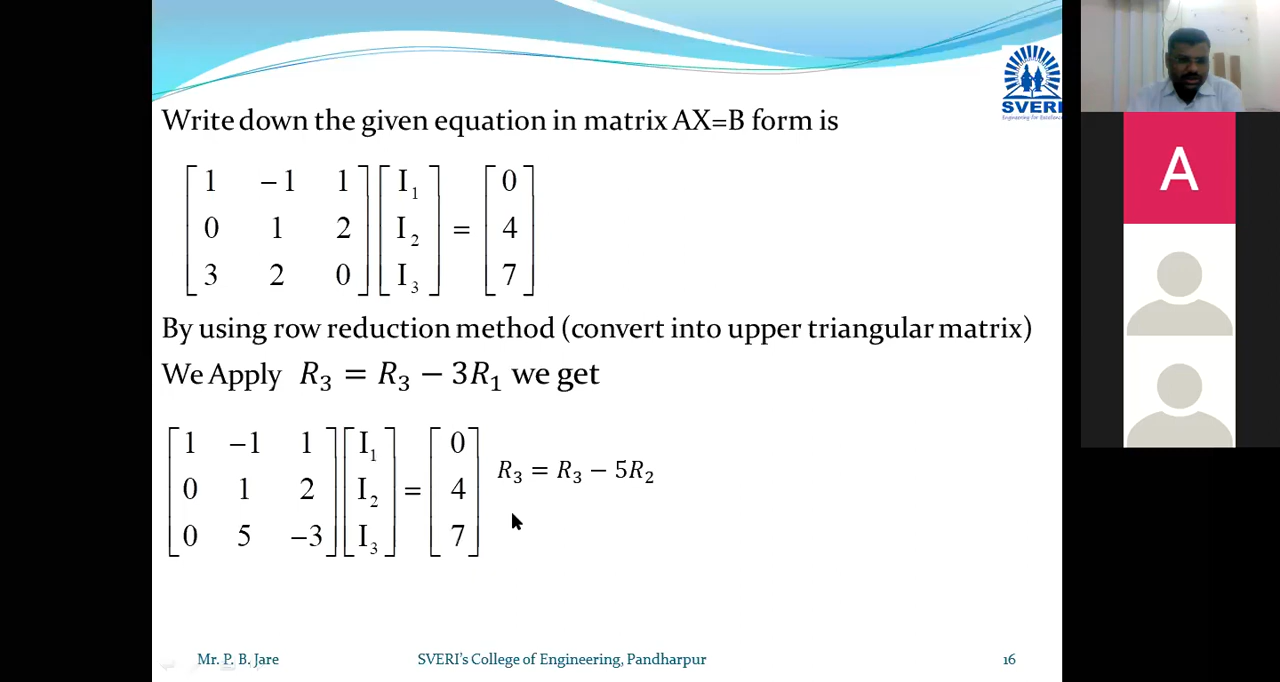 SVERI
Engineering for Excellence
Write down the given equation in matrix AX=B form is
[1 −1 1; 0 1 2; 3 2 0] [I₁; I₂; I₃] = [0; 4; 7]
By using row reduction method (convert into upper triangular matrix)
We Apply R₃ = R₃ − 3R₁ we get
[1 −1 1; 0 1 2; 0 5 −3] [I₁; I₂; I₃] = [0; 4; 7] R₃ = R₃ − 5R₂
Mr. P. B. Jare SVERI's College of Engineering, Pandharpur 16
A